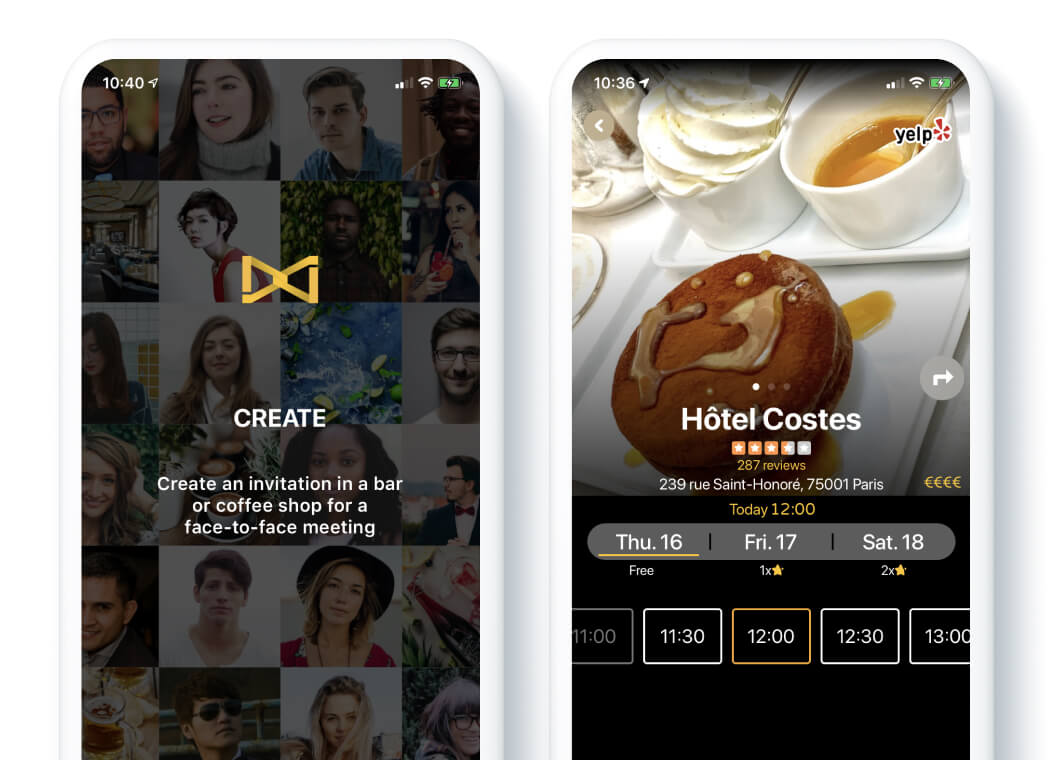 10:40
CREATE
Create an invitation in a bar
or coffee shop for a
face-to-face meeting
10:36
yelp
Hôtel Costes
287 reviews
239 rue Saint-Honoré, 75001 Paris
€€€€
Today 12:00
Thu. 16 | Fri. 17 | Sat. 18
Free 1x 2x
11:00 11:30 12:00 12:30 13:00